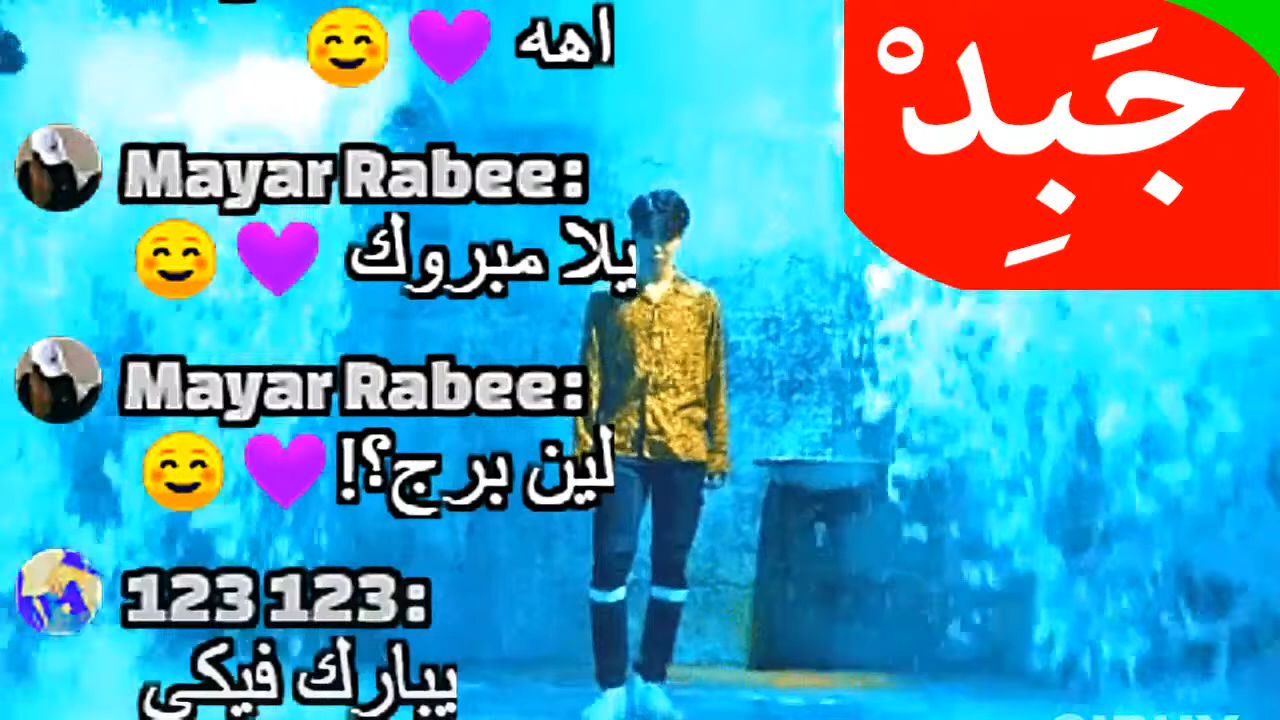 اهه 💜 ☺️
جَبِدْ
Mayar Rabee:
يلا مبروك 💜 ☺️
Mayar Rabee:
لين برج؟! 💜 ☺️
123 123:
يبارك فيكي